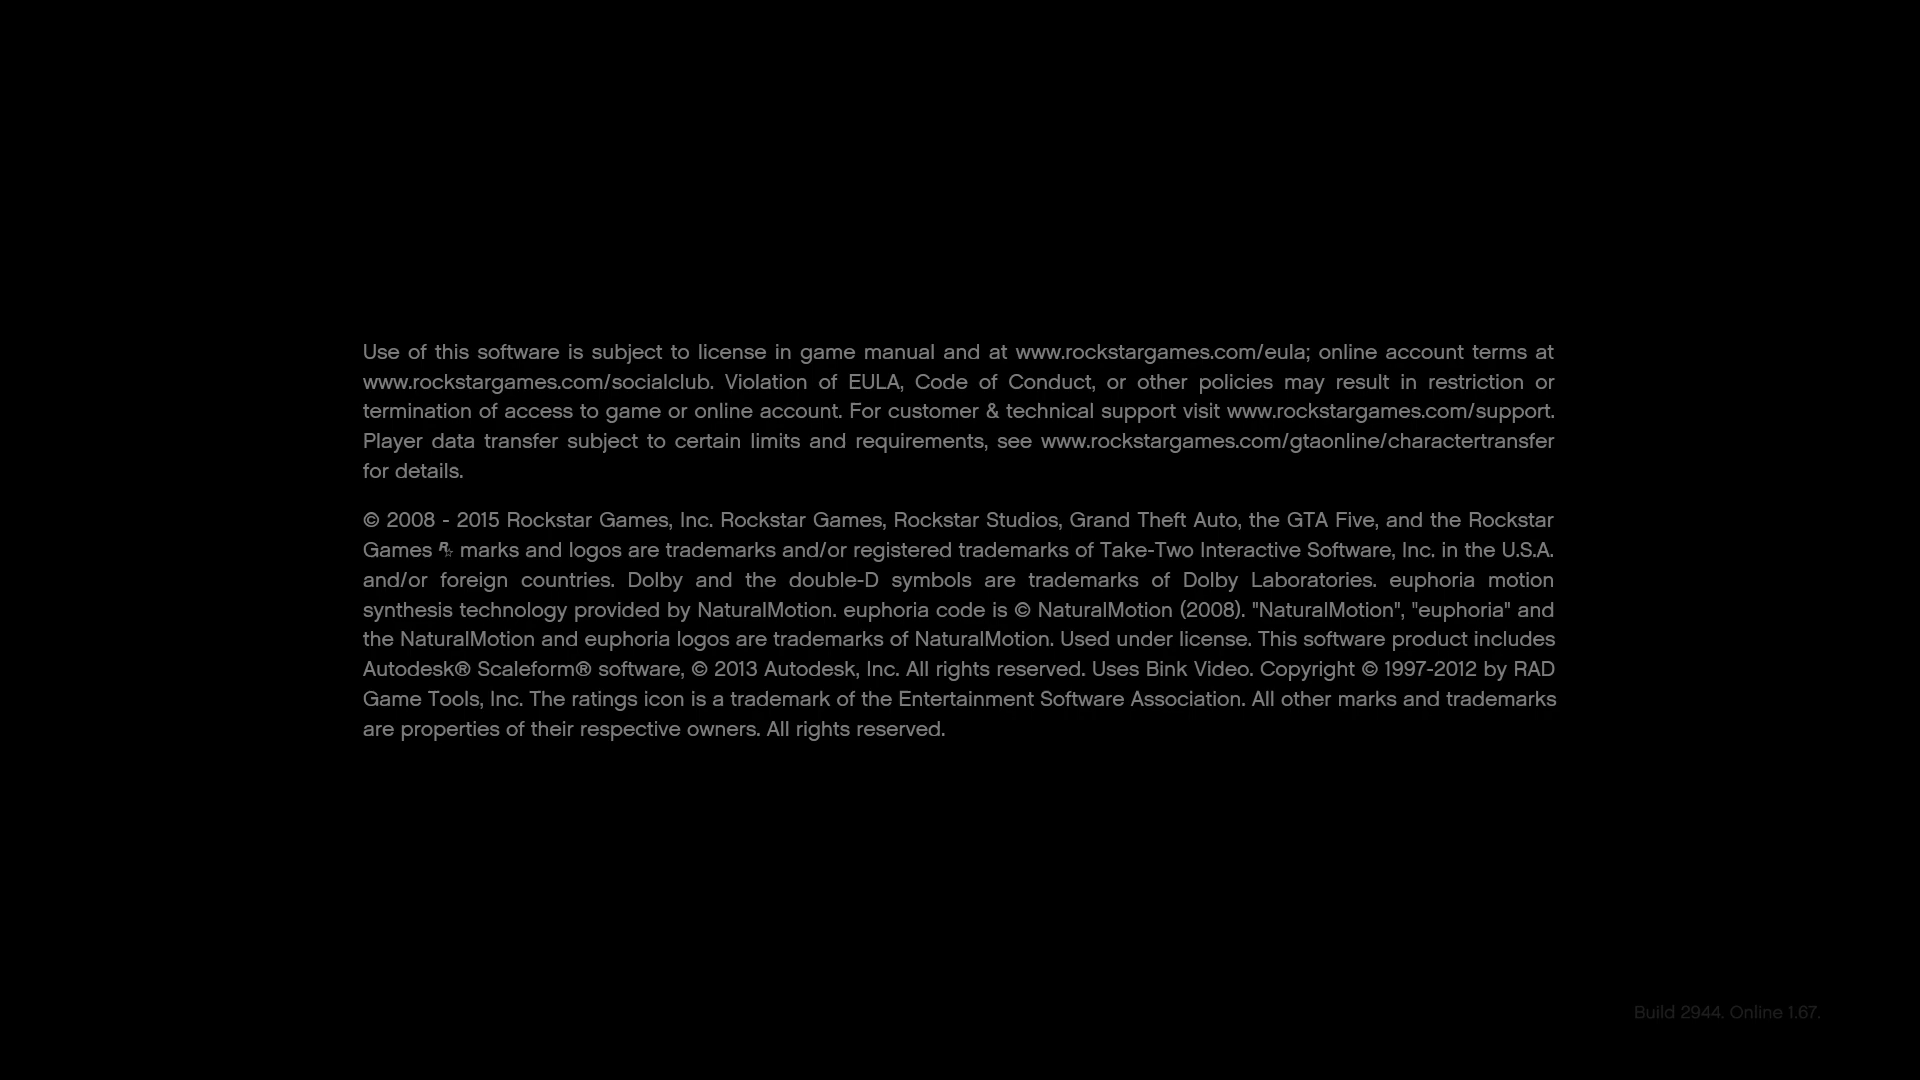 Use of this software is subject to license in game manual and at www.rockstargames.com/eula; online account terms at
www.rockstargames.com/socialclub. Violation of EULA, Code of Conduct, or other policies may result in restriction or
termination of access to game or online account. For customer & technical support visit www.rockstargames.com/support.
Player data transfer subject to certain limits and requirements, see www.rockstargames.com/gtaonline/charactertransfer
for details.
© 2008 - 2015 Rockstar Games, Inc. Rockstar Games, Rockstar Studios, Grand Theft Auto, the GTA Five, and the Rockstar
Games R* marks and logos are trademarks and/or registered trademarks of Take-Two Interactive Software, Inc. in the U.S.A.
and/or foreign countries. Dolby and the double-D symbols are trademarks of Dolby Laboratories. euphoria motion
synthesis technology provided by NaturalMotion. euphoria code is © NaturalMotion (2008). "NaturalMotion", "euphoria" and
the NaturalMotion and euphoria logos are trademarks of NaturalMotion. Used under license. This software product includes
Autodesk® Scaleform® software, © 2013 Autodesk, Inc. All rights reserved. Uses Bink Video. Copyright © 1997-2012 by RAD
Game Tools, Inc. The ratings icon is a trademark of the Entertainment Software Association. All other marks and trademarks
are properties of their respective owners. All rights reserved.
Build 2944. Online 1.67.